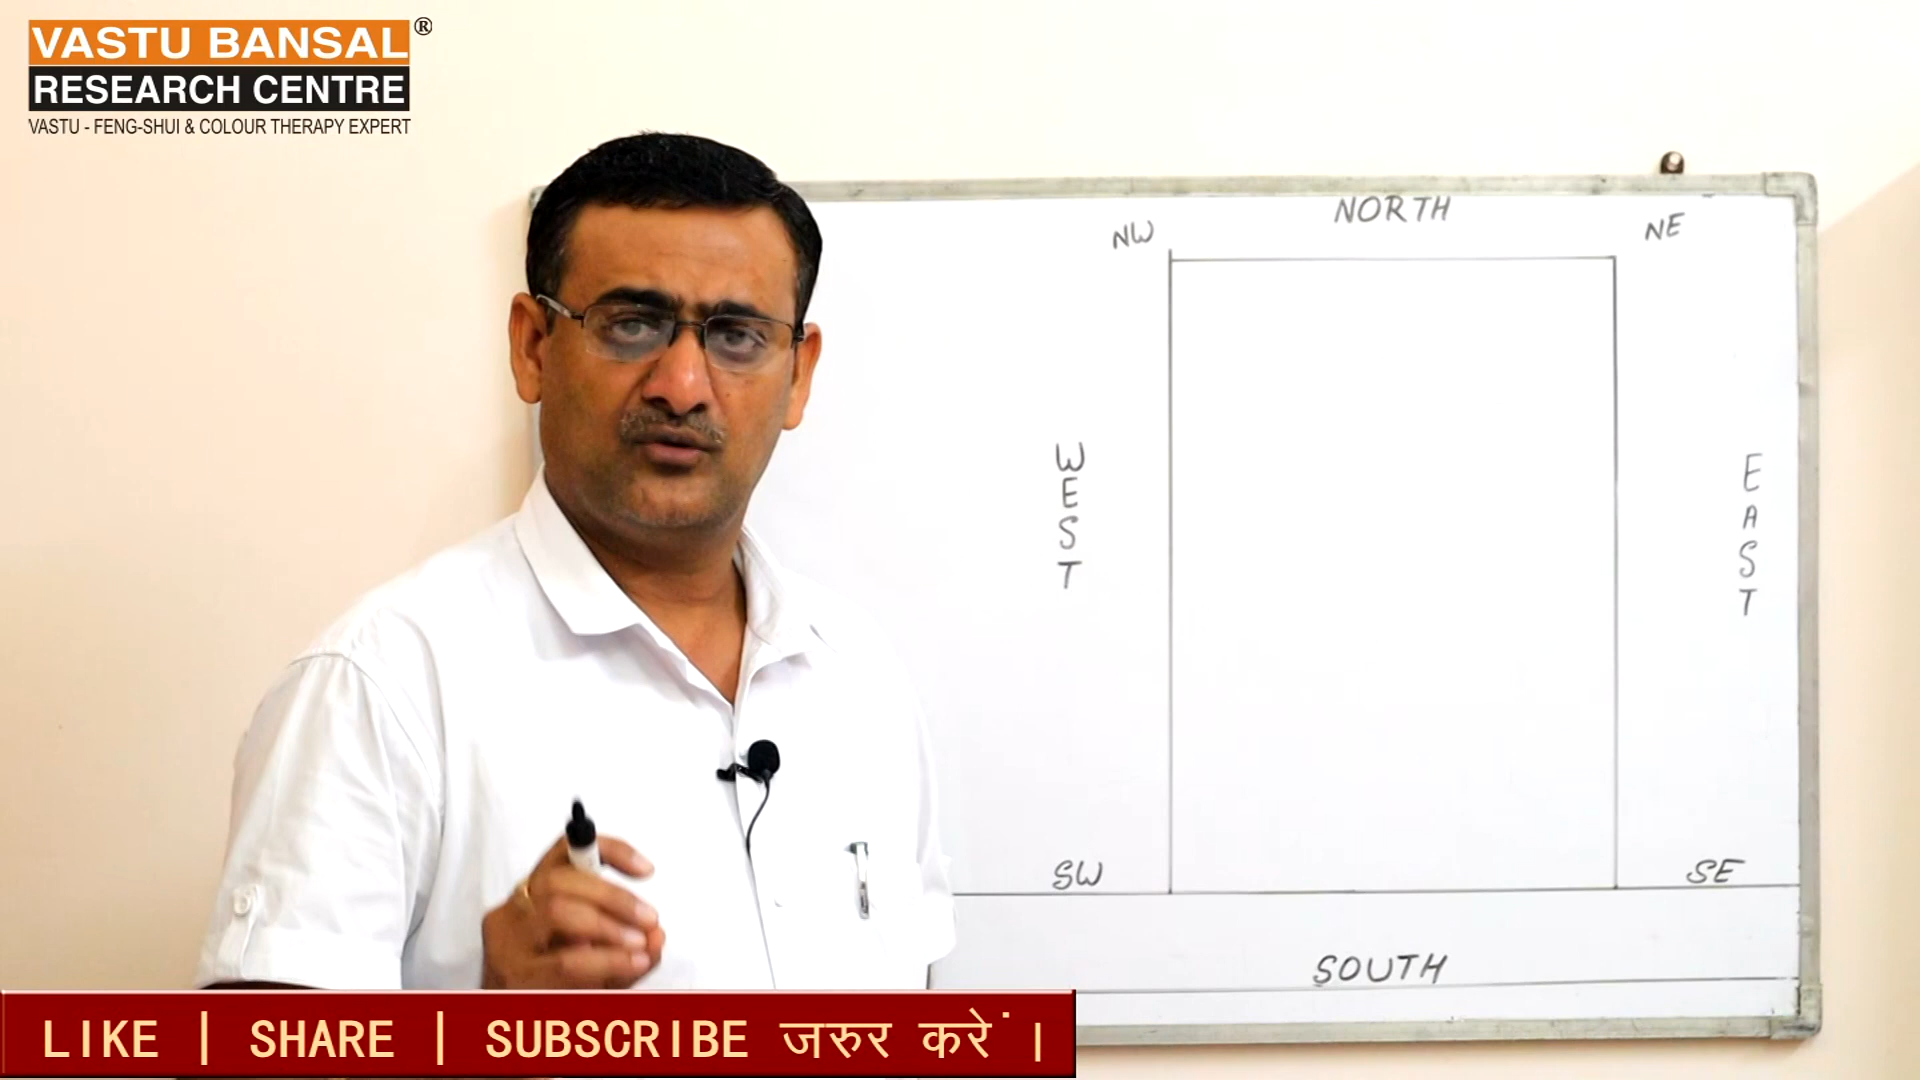 VASTU BANSAL®
RESEARCH CENTRE
VASTU - FENG-SHUI & COLOUR THERAPY EXPERT
NORTH
NW
NE
WEST
EAST
SW
SE
SOUTH
LIKE | SHARE | SUBSCRIBE जरुर करें ।